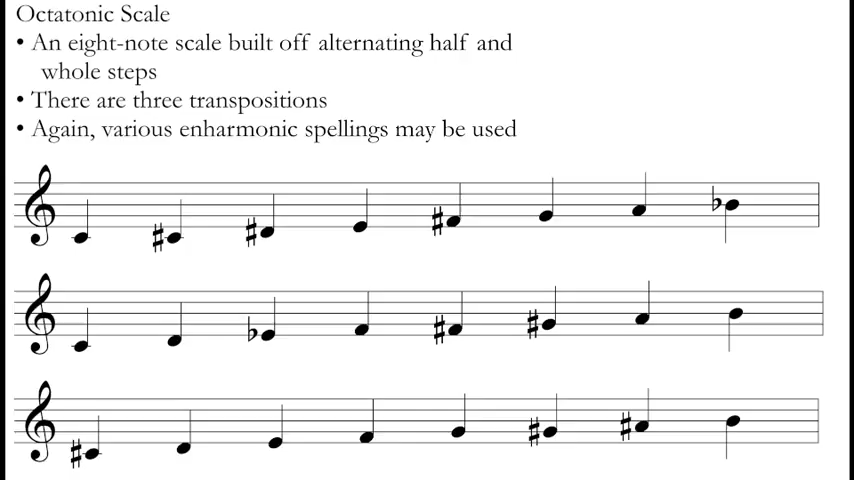 Octatonic Scale
• An eight-note scale built off alternating half and
whole steps
• There are three transpositions
• Again, various enharmonic spellings may be used